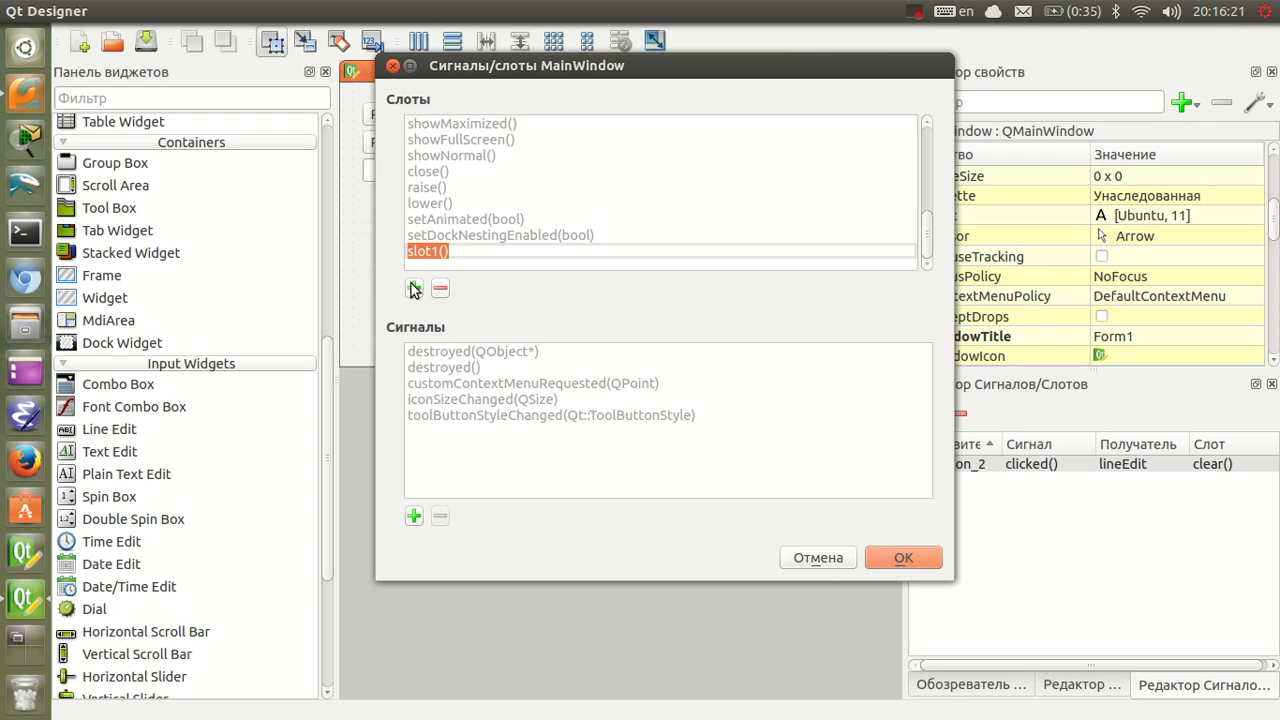 Qt Designer
en
(0:35)
20:16:21
Панель виджетов
Фильтр
Table Widget
Containers
Group Box
Scroll Area
Tool Box
Tab Widget
Stacked Widget
Frame
Widget
MdiArea
Dock Widget
Input Widgets
Combo Box
Font Combo Box
Line Edit
Text Edit
Plain Text Edit
Spin Box
Double Spin Box
Time Edit
Date Edit
Date/Time Edit
Dial
Horizontal Scroll Bar
Vertical Scroll Bar
Horizontal Slider
Vertical Slider
Сигналы/слоты MainWindow
Слоты
showMaximized()
showFullScreen()
showNormal()
close()
raise()
lower()
setAnimated(bool)
setDockNestingEnabled(bool)
slot1()
Сигналы
destroyed(QObject*)
destroyed()
customContextMenuRequested(QPoint)
iconSizeChanged(QSize)
toolButtonStyleChanged(Qt::ToolButtonStyle)
Отмена
OK
ор свойств
р
indow : QMainWindow
тво Значение
eSize 0 x 0
ette Унаследованная
t [Ubuntu, 11]
sor Arrow
useTracking
usPolicy NoFocus
textMenuPolicy DefaultContextMenu
eptDrops
dowTitle Form1
dowIcon
ор Сигналов/Слотов
вите Сигнал Получатель Слот
on_2 clicked() lineEdit clear()
Обозреватель ... Редактор ... Редактор Сигнало...